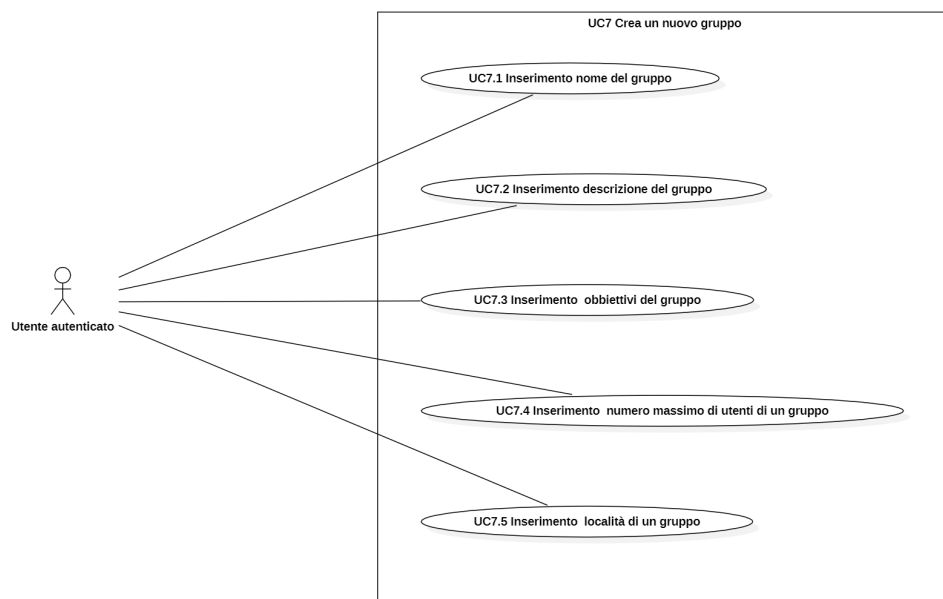 UC7 Crea un nuovo gruppo
UC7.1 Inserimento nome del gruppo
UC7.2 Inserimento descrizione del gruppo
Utente autenticato
UC7.3 Inserimento  obbiettivi del gruppo
UC7.4 Inserimento  numero massimo di utenti di un gruppo
UC7.5 Inserimento  località di un gruppo